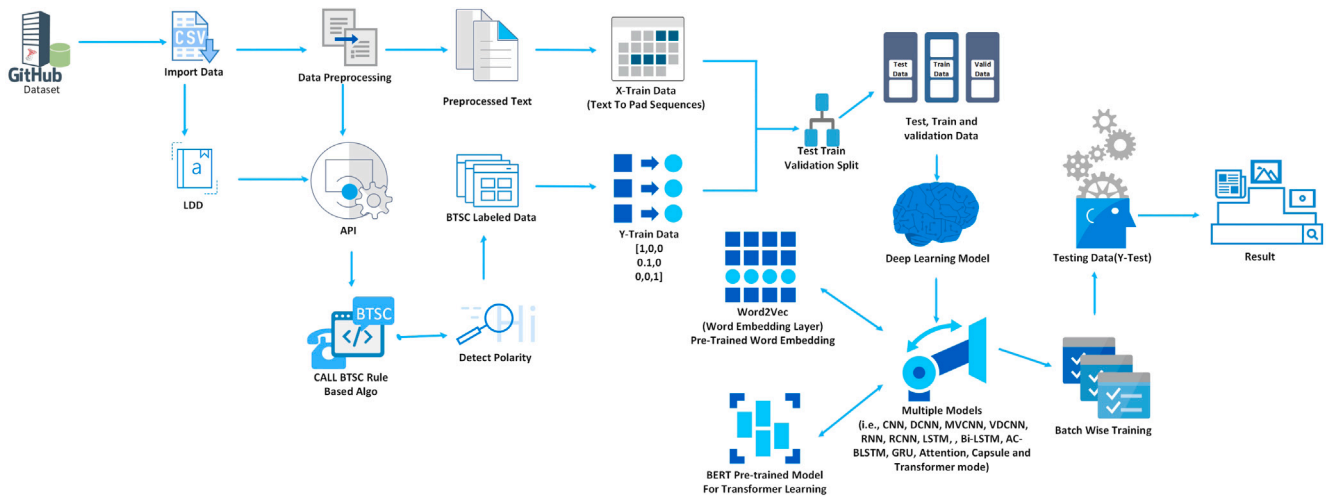 GitHub
Dataset
CSV
Import Data
Data Preprocessing
Preprocessed Text
X-Train Data
(Text To Pad Sequences)
Test Train
Validation Split
Test
Data
Train
Data
Valid
Data
Test, Train and
validation Data
a
LDD
API
BTSC Labeled Data
Y-Train Data
[1,0,0
0.1,0
0,0,1]
Deep Learning Model
Testing Data(Y-Test)
Result
BTSC
</>
CALL BTSC Rule
Based Algo
Hi
Detect Polarity
Word2Vec
(Word Embedding Layer)
Pre-Trained Word Embedding
BERT Pre-trained Model
For Transformer Learning
Multiple Models
(i.e., CNN, DCNN, MVCNN, VDCNN,
RNN, RCNN, LSTM, , Bi-LSTM, AC-
BLSTM, GRU, Attention, Capsule and
Transformer mode)
Batch Wise Training